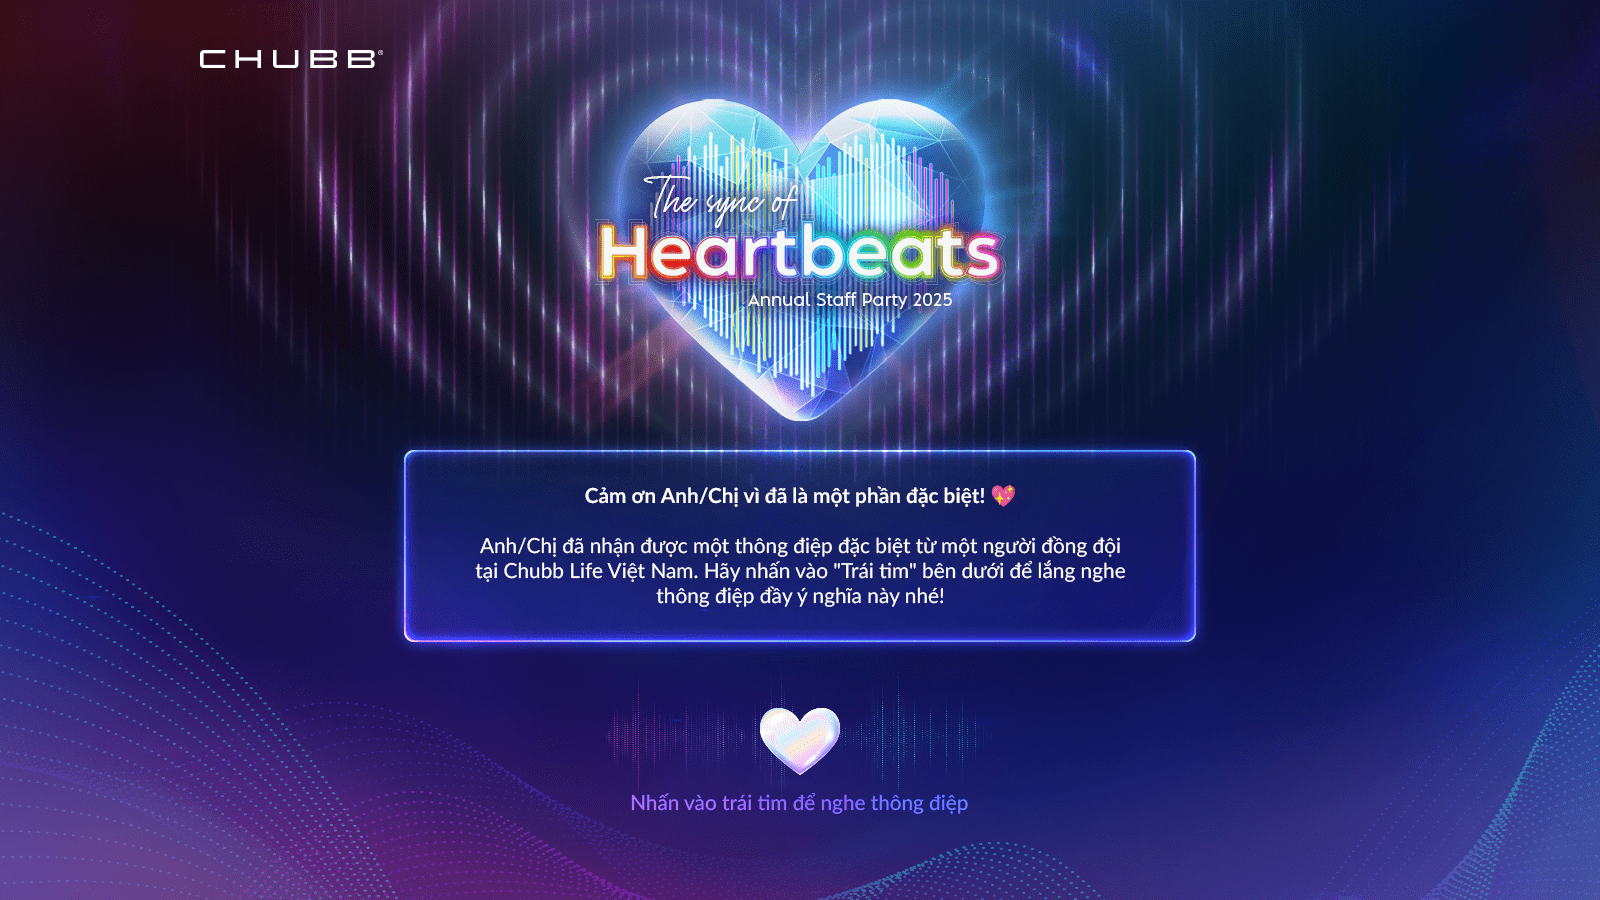 CHUBB®
The sync of
Heartbeats
Annual Staff Party 2025
Cảm ơn Anh/Chị vì đã là một phần đặc biệt! 💖
Anh/Chị đã nhận được một thông điệp đặc biệt từ một người đồng đội
tại Chubb Life Việt Nam. Hãy nhấn vào "Trái tim" bên dưới để lắng nghe
thông điệp đầy ý nghĩa này nhé!
Nhấn vào trái tim để nghe thông điệp